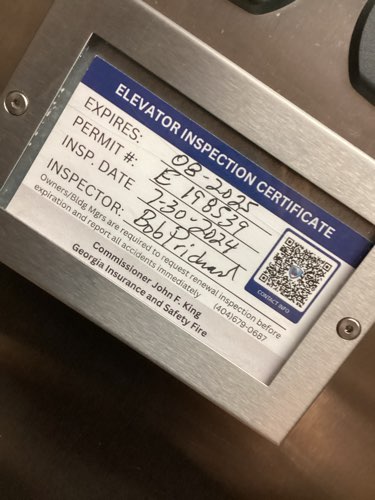 ELEVATOR INSPECTION CERTIFICATE
EXPIRES: 08-2025
PERMIT #: E 198539
INSP. DATE 7-30-2024
INSPECTOR: Bob Prichard
Owners/Bldg Mgrs are required to request renewal inspection before
expiration and report all accidents immediately (404)679-0687
Commissioner John F. King
Georgia Insurance and Safety Fire
CONTACT INFO